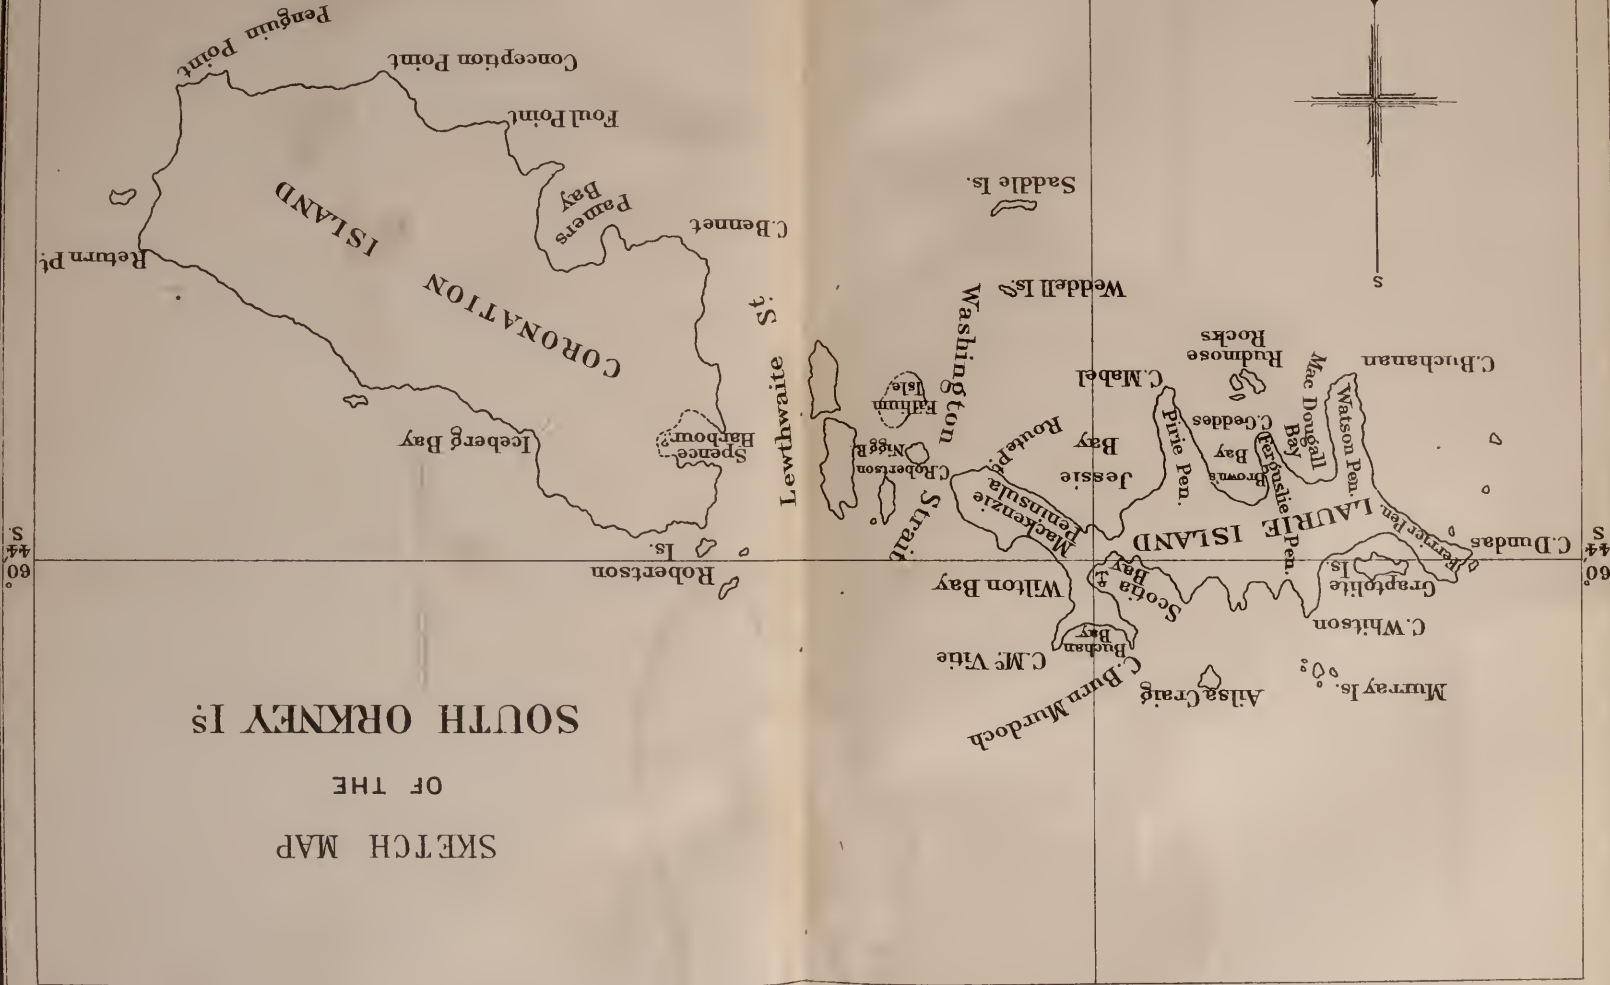 SKETCH MAP
OF THE
SOUTH ORKNEY Is.
60°
44'
S
60°
44'
S.
C. Burn Murdoch
Murray Is.
Ailsa Craig
C. Mc. Vitie
Buchan
Bay
C. Whitson
Graptolite
Is.
Scotia
Bay
Wilton Bay
Robertson
Is.
C. Dundas
Ferrier Pen.
LAURIE ISLAND
Ferguslie Pen.
Mackenzie
Peninsula
Watson Pen.
Mac Dougall
Bay
Brown's
Bay
C. Geddes
Pirie Pen.
Jessie
Bay
Route Pt.
C. Robertson
Nigg R
Washington
Strait
Isle
Lewthwaite St.
Spence
Harbour?
Iceberg Bay
C. Buchanan
Rudmose
Rocks
C. Mabel
Weddell Is.
Saddle Is.
CORONATION
ISLAND
Return Pt.
C. Bennet
Pamers
Bay
Foul Point
Conception Point
Penguin Point
S